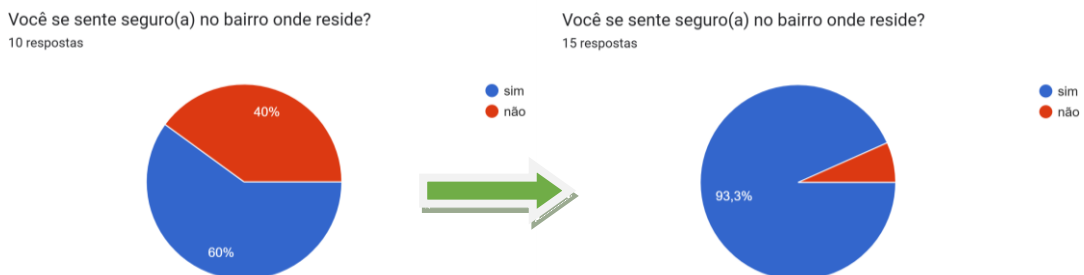 Você se sente seguro(a) no bairro onde reside?
10 respostas
sim
não
40%
60%
Você se sente seguro(a) no bairro onde reside?
15 respostas
sim
não
93,3%